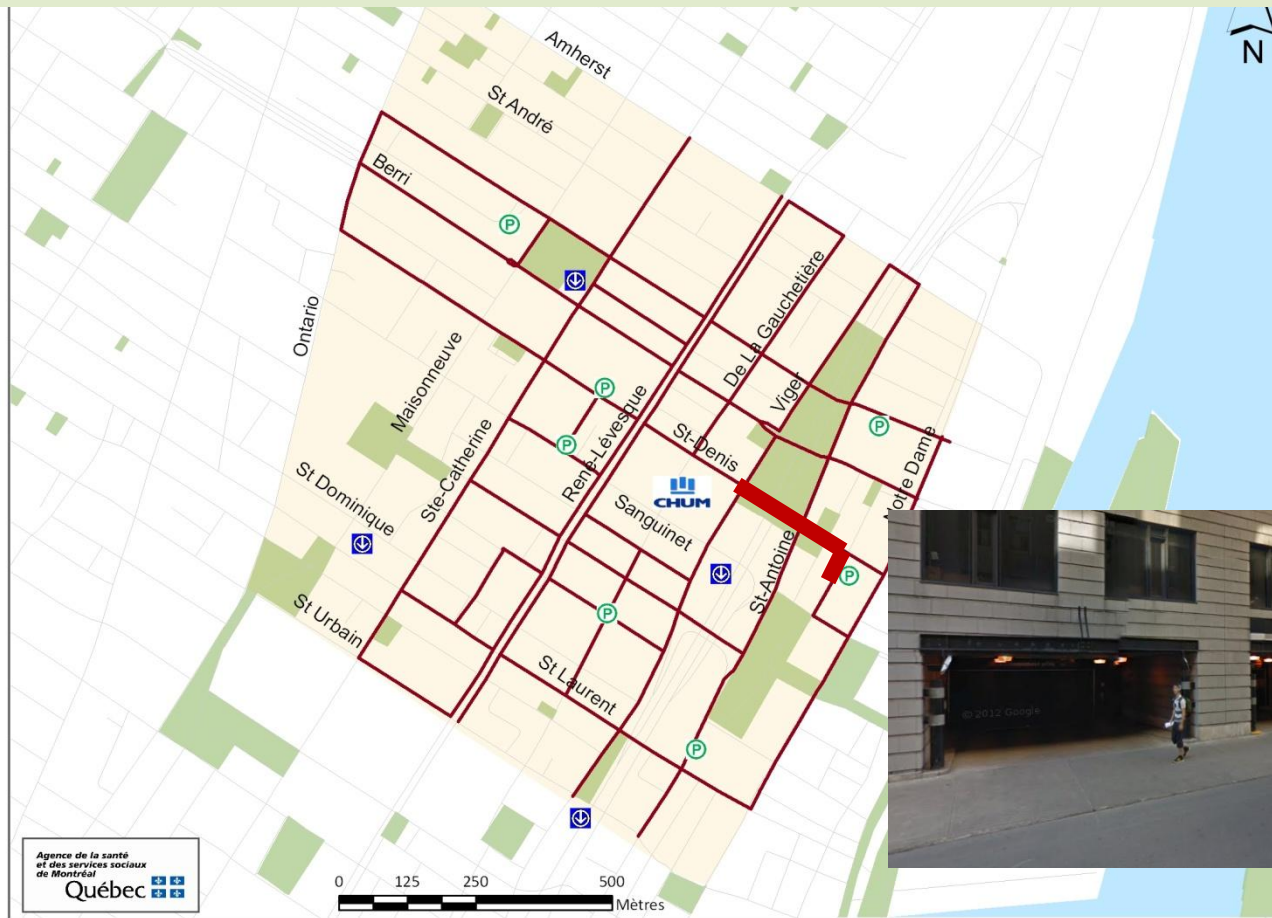 N
Amherst
St André
Berri
P
Ontario
De La Gauchetière
Maisonneuve
Viger
P
P
P
Ste-Catherine
René-Lévesque
St-Denis
Notre Dame
CHUM
St Dominique
Sanguinet
St-Antoine
P
P
St Urbain
St Laurent
© 2012 Google
P
Agence de la santé
et des services sociaux
de Montréal
Québec
0 125 250 500
Mètres